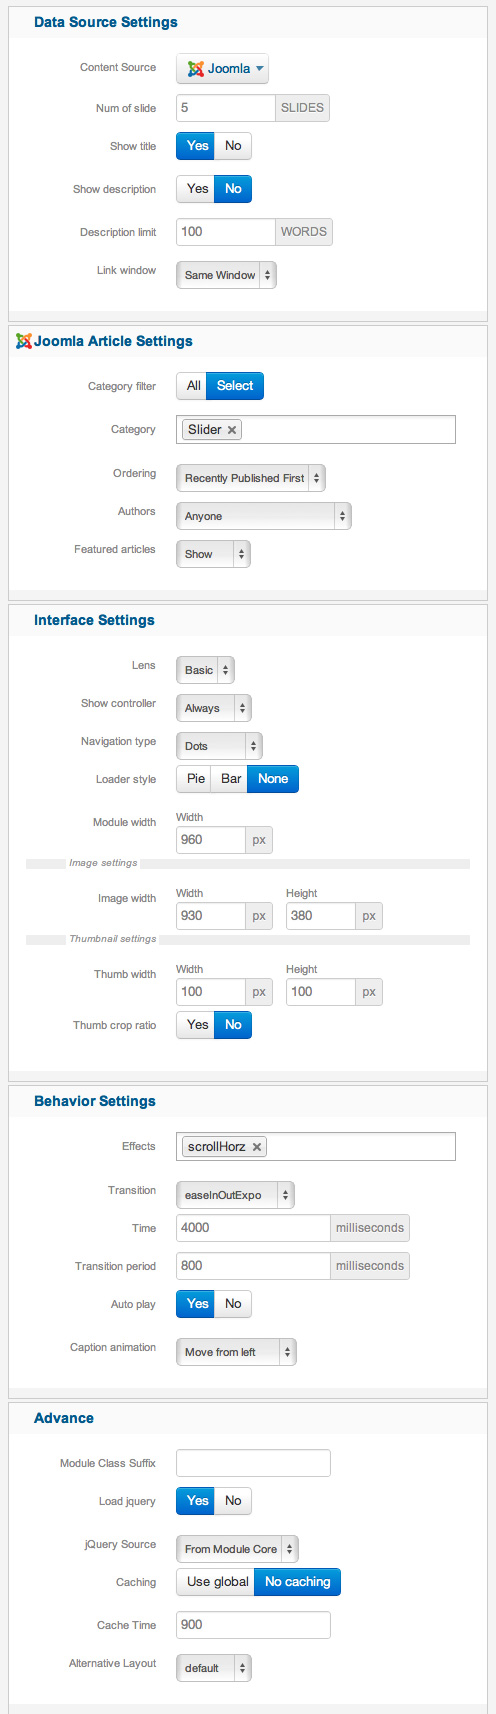 Data Source Settings
Content Source Joomla
Num of slide 5 SLIDES
Show title Yes No
Show description Yes No
Description limit 100 WORDS
Link window Same Window
Joomla Article Settings
Category filter All Select
Category Slider ×
Ordering Recently Published First
Authors Anyone
Featured articles Show
Interface Settings
Lens Basic
Show controller Always
Navigation type Dots
Loader style Pie Bar None
Width
Module width 960 px
Image settings
Width Height
Image width 930 px 380 px
Thumbnail settings
Width Height
Thumb width 100 px 100 px
Thumb crop ratio Yes No
Behavior Settings
Effects scrollHorz ×
Transition easeInOutExpo
Time 4000 milliseconds
Transition period 800 milliseconds
Auto play Yes No
Caption animation Move from left
Advance
Module Class Suffix
Load jquery Yes No
jQuery Source From Module Core
Caching Use global No caching
Cache Time 900
Alternative Layout default